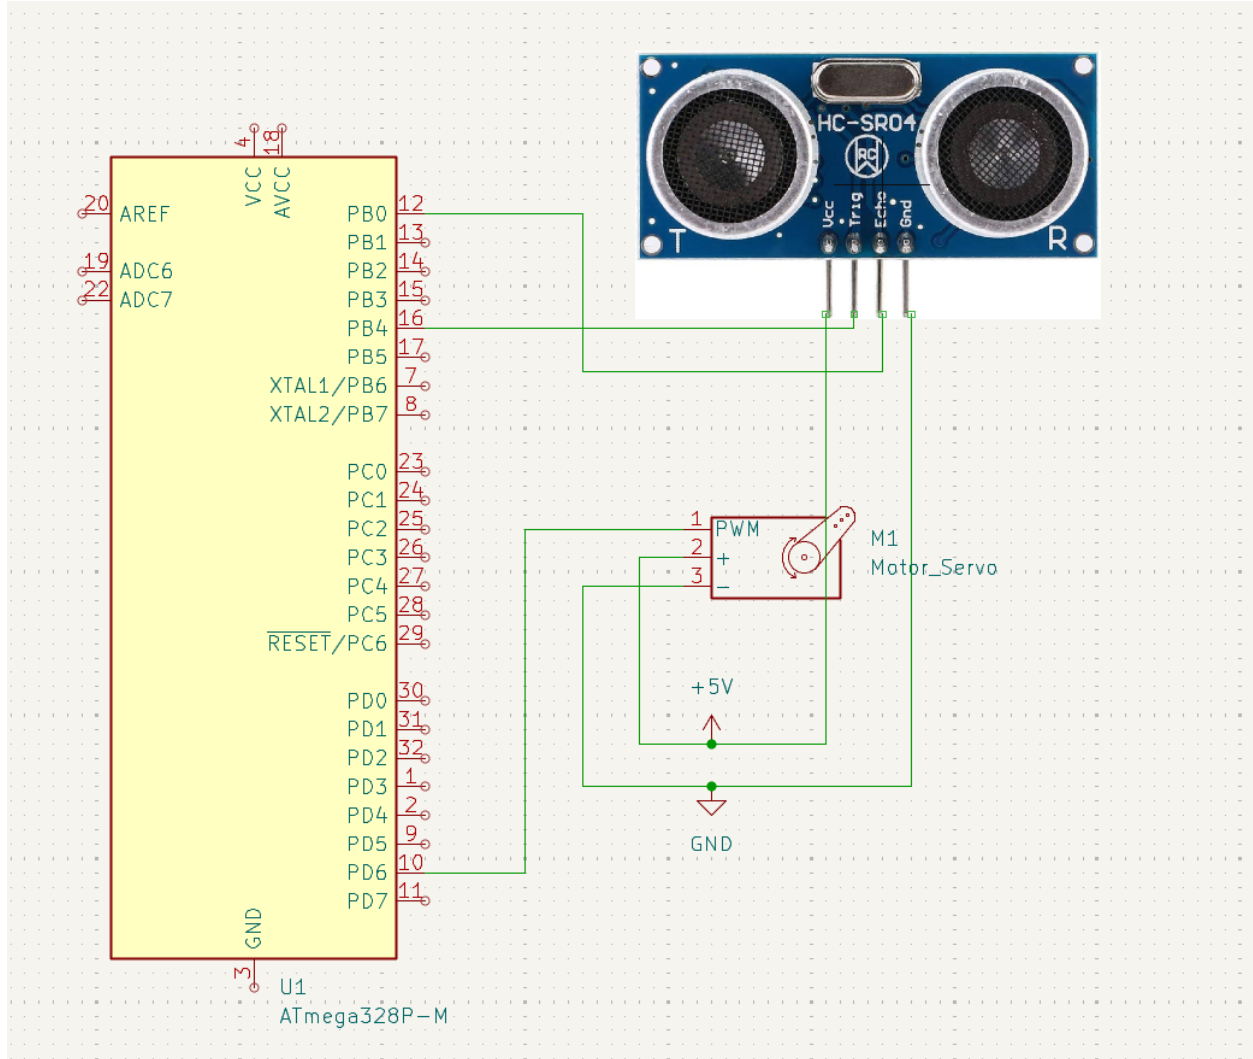 HC-SR04
RC
Vcc
Trig
Echo
Gnd
T
R
4
18
VCC
AVCC
20 AREF
19 ADC6
22 ADC7
PB0 12
PB1 13
PB2 14
PB3 15
PB4 16
PB5 17
XTAL1/PB6 7
XTAL2/PB7 8
PC0 23
PC1 24
PC2 25
PC3 26
PC4 27
PC5 28
RESET/PC6 29
PD0 30
PD1 31
PD2 32
PD3 1
PD4 2
PD5 9
PD6 10
PD7 11
GND
3
U1
ATmega328P-M
1 PWM
2 +
3 -
M1
Motor_Servo
+5V
GND